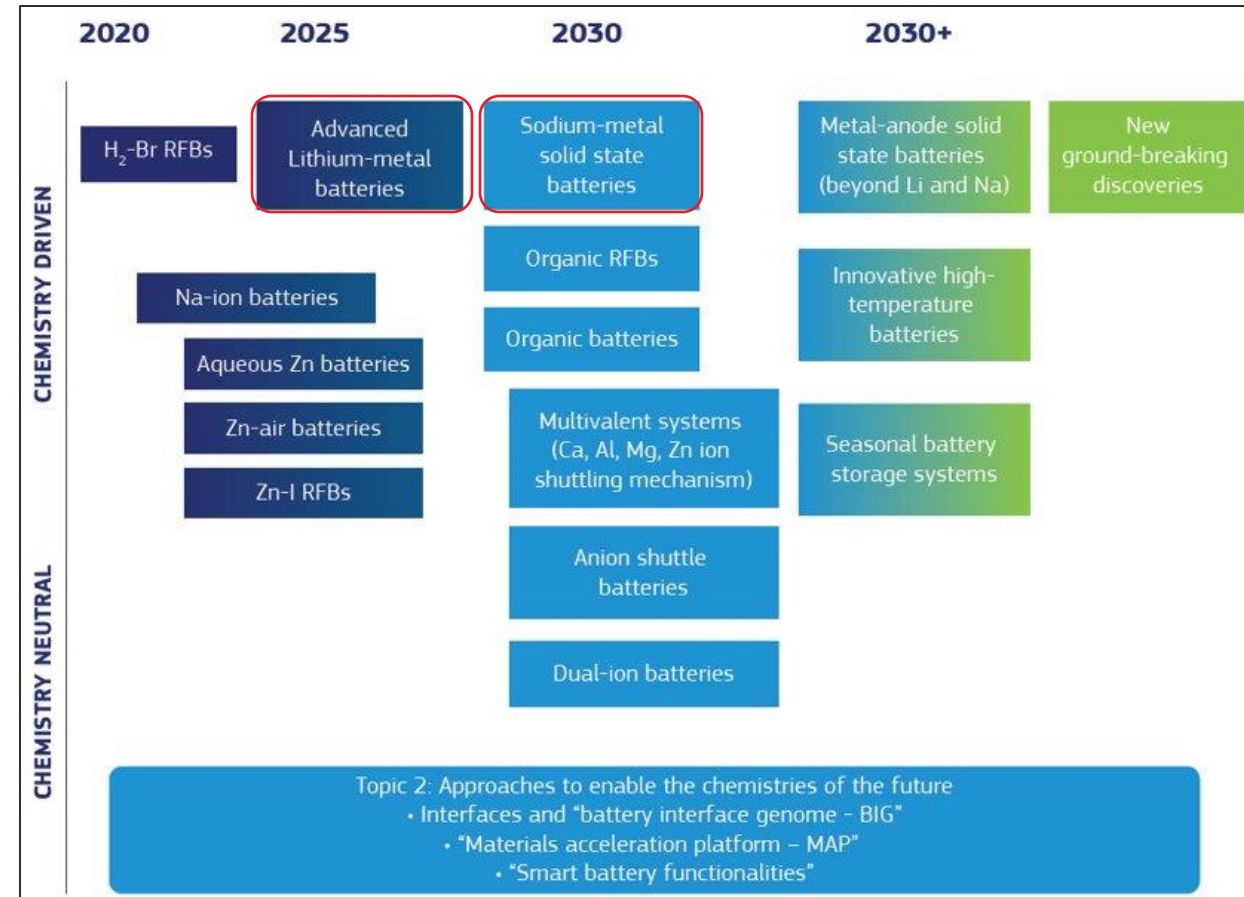 2020
2025
2030
2030+
CHEMISTRY DRIVEN
CHEMISTRY NEUTRAL
H₂-Br RFBs
Advanced
Lithium-metal
batteries
Sodium-metal
solid state
batteries
Metal-anode solid
state batteries
(beyond Li and Na)
New
ground-breaking
discoveries
Na-ion batteries
Organic RFBs
Innovative high-
temperature
batteries
Aqueous Zn batteries
Organic batteries
Zn-air batteries
Multivalent systems
(Ca, Al, Mg, Zn ion
shuttling mechanism)
Seasonal battery
storage systems
Zn-I RFBs
Anion shuttle
batteries
Dual-ion batteries
Topic 2: Approaches to enable the chemistries of the future
• Interfaces and “battery interface genome - BIG”
• “Materials acceleration platform – MAP”
• “Smart battery functionalities”